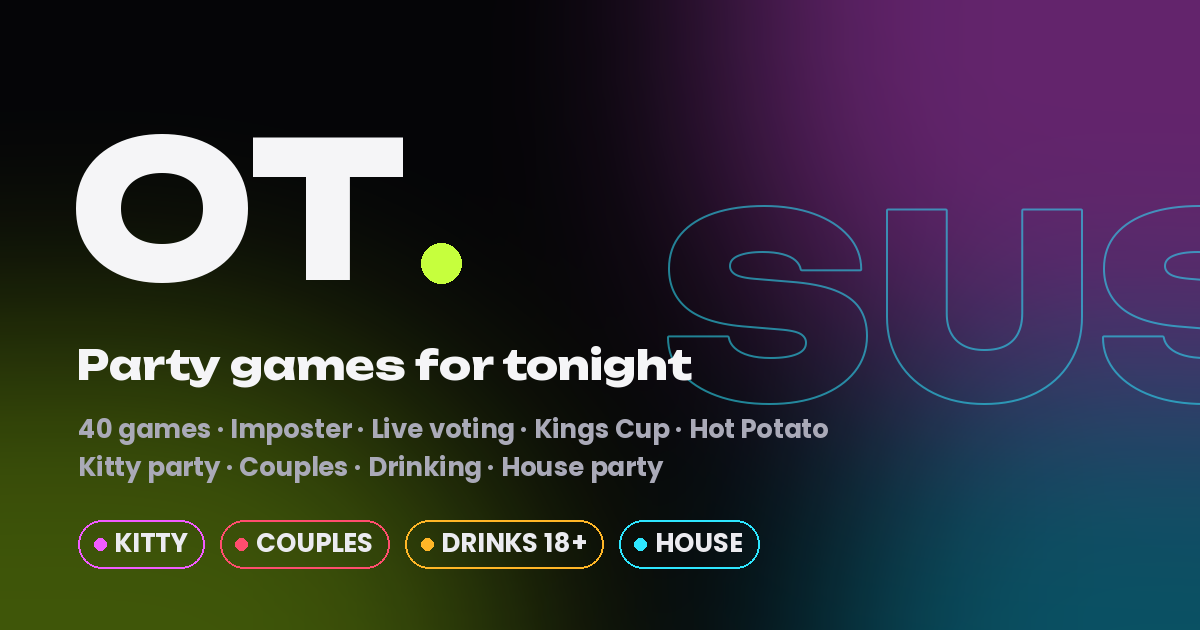 OT.
SUS
Party games for tonight
40 games · Imposter · Live voting · Kings Cup · Hot Potato
Kitty party · Couples · Drinking · House party
KITTY
COUPLES
DRINKS 18+
HOUSE